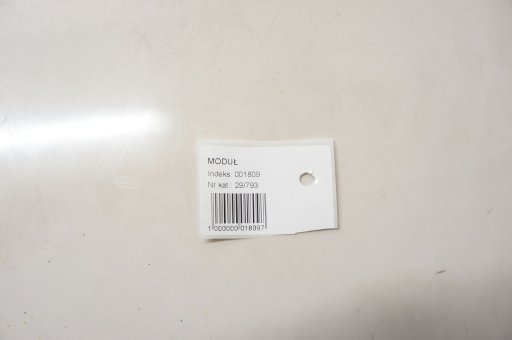 MODUŁ
Indeks: 001809
Nr kat.: 29/793
1 000000 018097